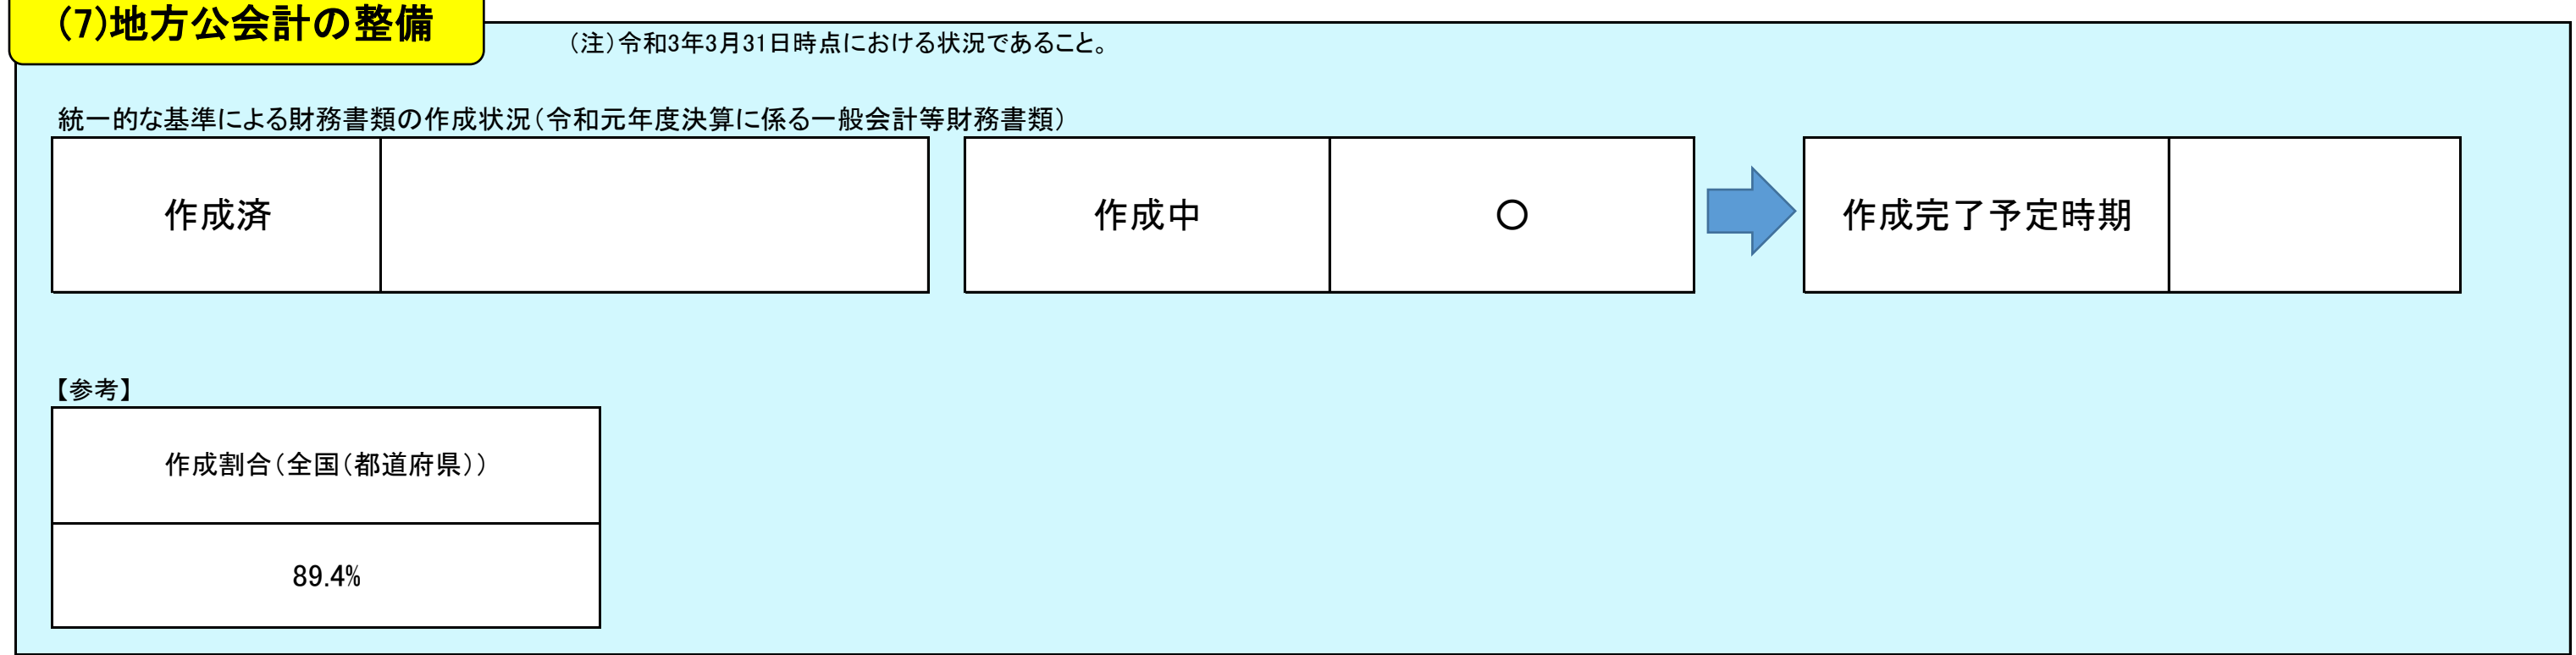 (7)地方公会計の整備
(注)令和3年3月31日時点における状況であること。
統一的な基準による財務書類の作成状況(令和元年度決算に係る一般会計等財務書類)
作成済
作成中
〇
作成完了予定時期
【参考】
作成割合(全国(都道府県))
89.4%